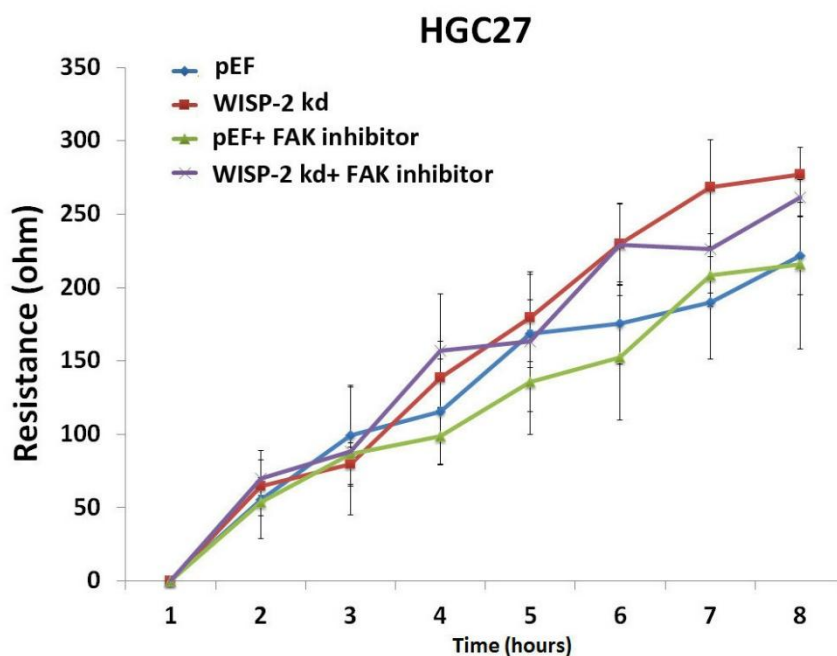 HGC27
350
300
250
200
150
100
50
0
Resistance (ohm)
pEF
WISP-2 kd
pEF+ FAK inhibitor
WISP-2 kd+ FAK inhibitor
1 2 3 4 5 6 7 8
Time (hours)